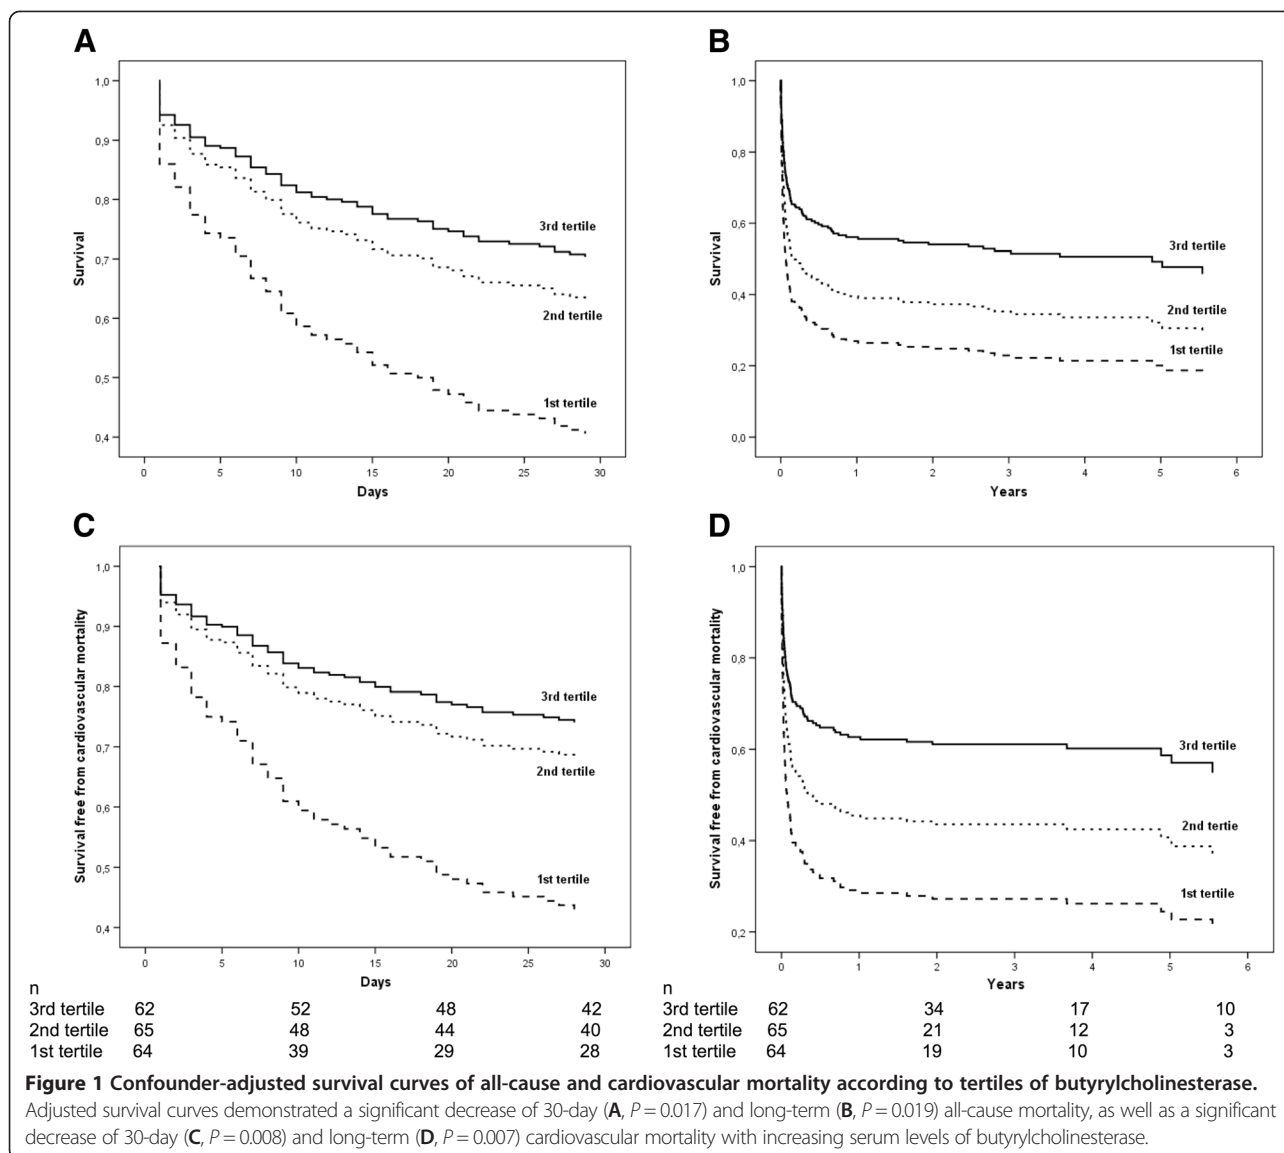 A
1,0
0,9
0,8
0,7
0,6
0,5
0,4
Survival
3rd tertile
2nd tertile
1st tertile
0 5 10 15 20 25 30
Days
B
1,0
0,8
0,6
0,4
0,2
0,0
Survival
3rd tertile
2nd tertile
1st tertile
0 1 2 3 4 5 6
Years
C
1,0
0,9
0,8
0,7
0,6
0,5
0,4
Survival free from cardiovascular mortality
3rd tertile
2nd tertile
1st tertile
0 5 10 15 20 25 30
Days
D
1,0
0,8
0,6
0,4
0,2
Survival free from cardiovascular mortality
3rd tertile
2nd tertie
1st tertile
0 1 2 3 4 5 6
Years
n
3rd tertile 62 52 48 42
2nd tertile 65 48 44 40
1st tertile 64 39 29 28
n
3rd tertile 62 34 17 10
2nd tertile 65 21 12 3
1st tertile 64 19 10 3
Figure 1 Confounder-adjusted survival curves of all-cause and cardiovascular mortality according to tertiles of butyrylcholinesterase.
Adjusted survival curves demonstrated a significant decrease of 30-day (A, P = 0.017) and long-term (B, P = 0.019) all-cause mortality, as well as a significant
decrease of 30-day (C, P = 0.008) and long-term (D, P = 0.007) cardiovascular mortality with increasing serum levels of butyrylcholinesterase.